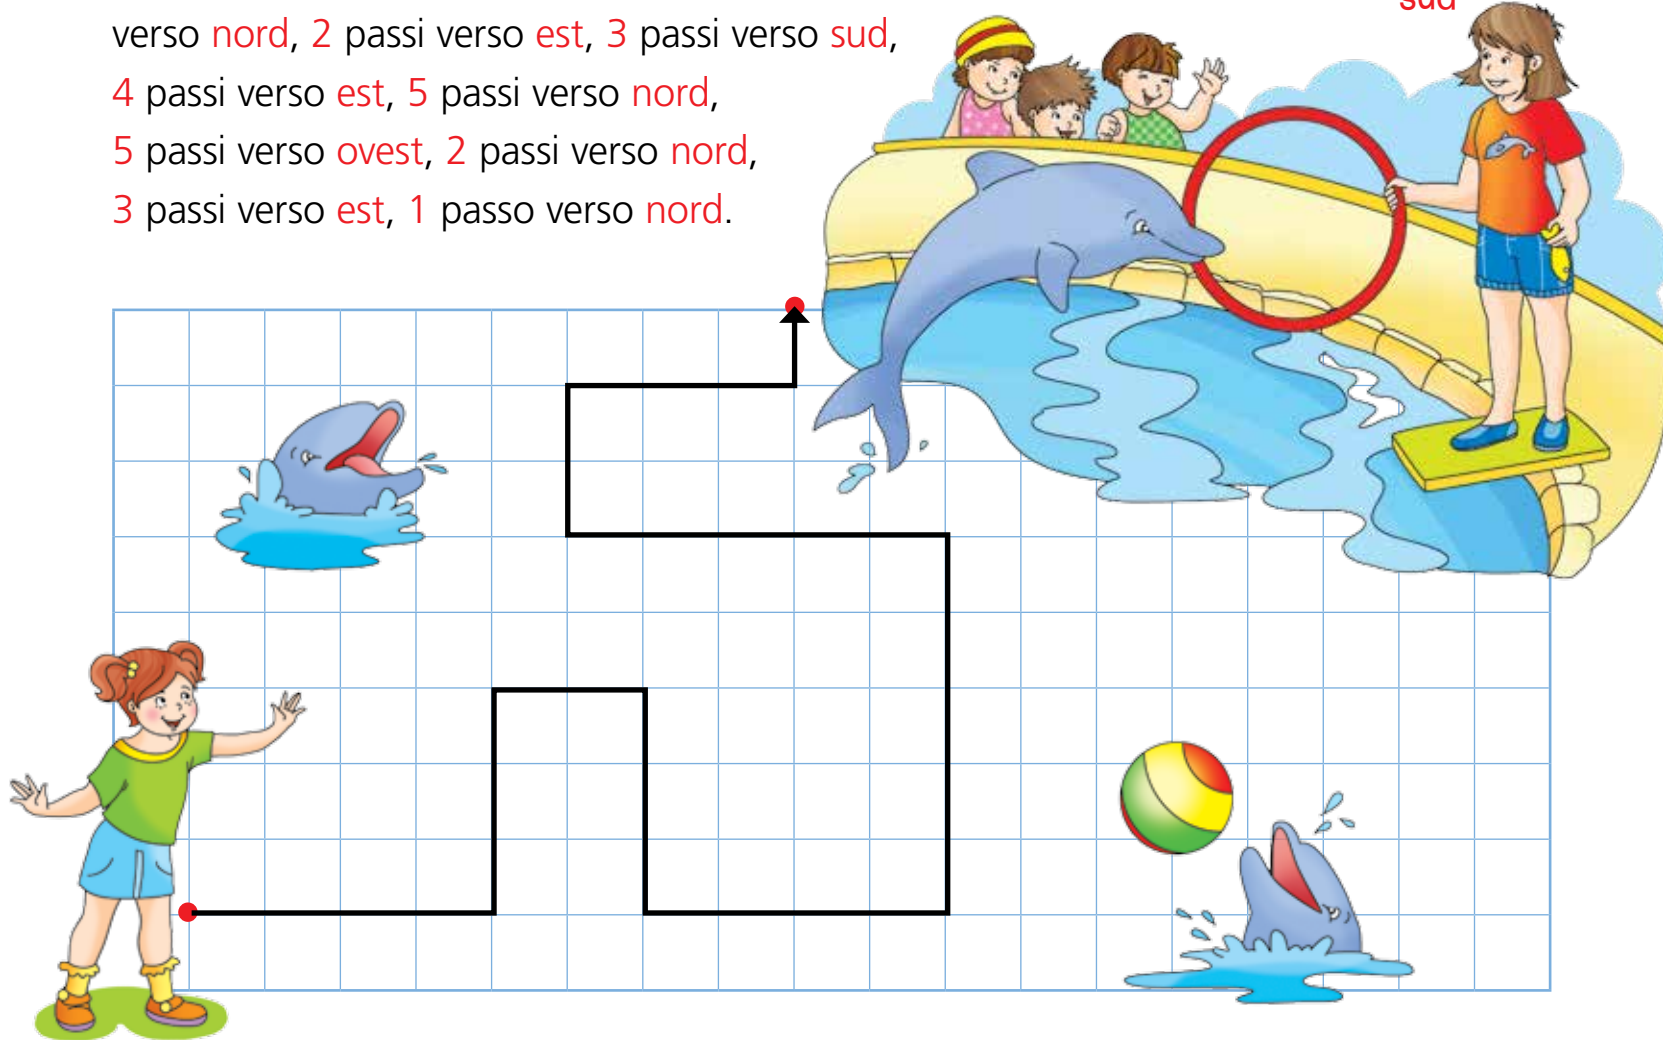 sud
verso nord, 2 passi verso est, 3 passi verso sud,
4 passi verso est, 5 passi verso nord,
5 passi verso ovest, 2 passi verso nord,
3 passi verso est, 1 passo verso nord.